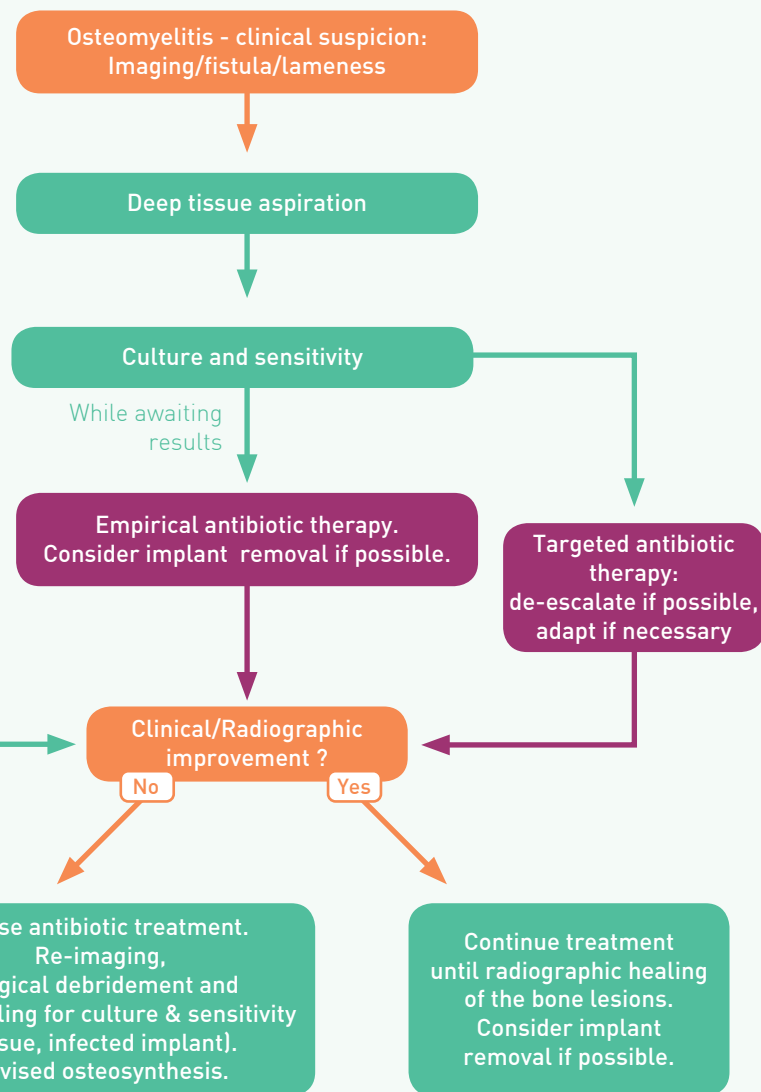 Osteomyelitis - clinical suspicion:
Imaging/fistula/lameness
Deep tissue aspiration
Culture and sensitivity
While awaiting
results
Empirical antibiotic therapy.
Consider implant removal if possible.
Targeted antibiotic
therapy:
de-escalate if possible,
adapt if necessary
Clinical/Radiographic
improvement ?
No
Yes
antibiotic treatment.
Re-imaging,
debridement and
for culture & sensitivity
infected implant).
osteosynthesis.
Continue treatment
until radiographic healing
of the bone lesions.
Consider implant
removal if possible.